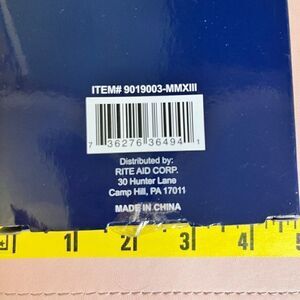 ITEM# 9019003-MMXIII
7 36276 36494 1
Distributed by:
RITE AID CORP.
30 Hunter Lane
Camp Hill, PA 17011
MADE IN CHINA
1 2 3 4 5